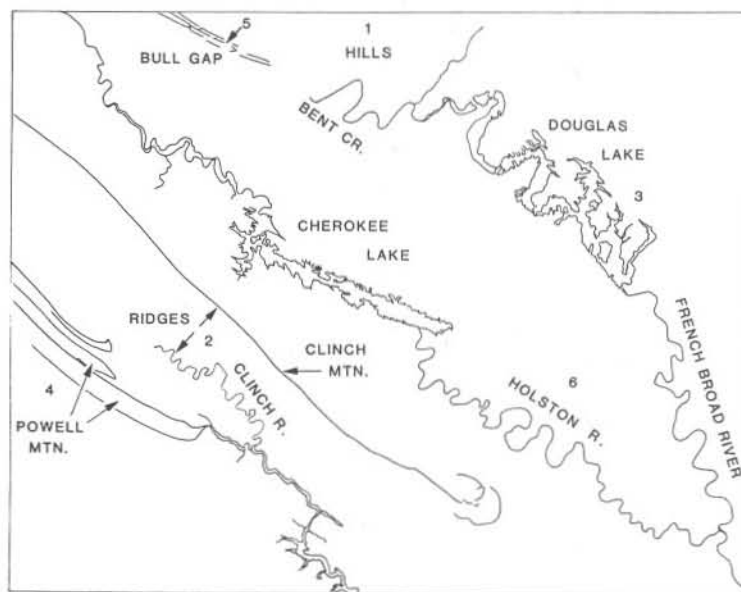 5
1
BULL GAP
HILLS
BENT CR.
DOUGLAS
LAKE
3
CHEROKEE
LAKE
RIDGES
2
CLINCH R.
CLINCH
MTN.
FRENCH BROAD RIVER
4
POWELL
MTN.
6
HOLSTON R.